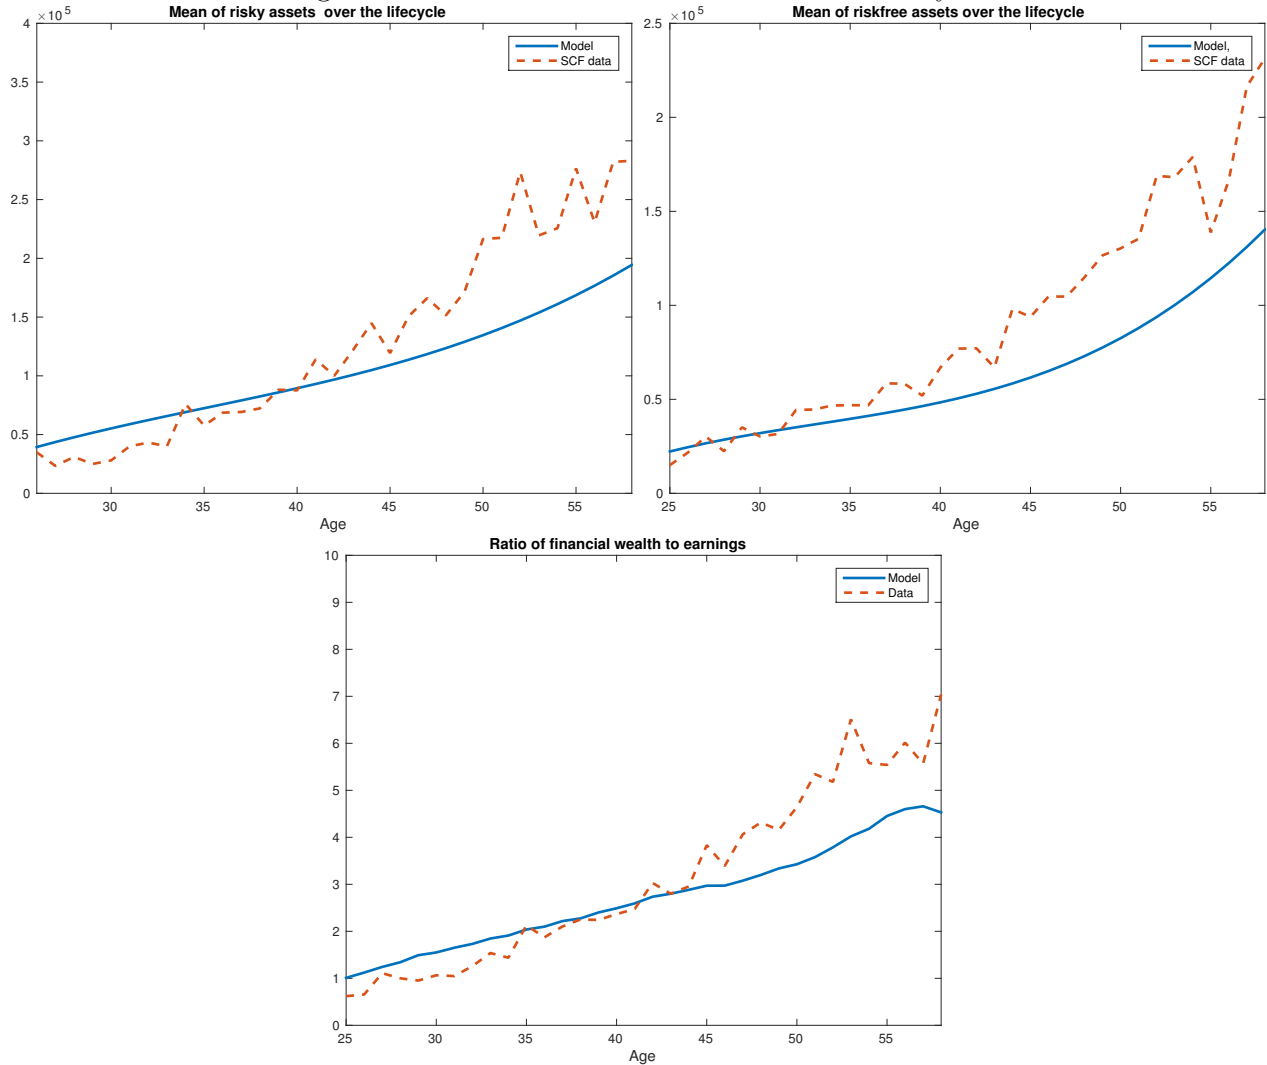 Mean of risky assets over the lifecycle
× 10 5
4
3.5
3
2.5
2
1.5
1
0.5
0
30 35 40 45 50 55
Age
Model
SCF data
Mean of riskfree assets over the lifecycle
× 10 5
2.5
2
1.5
1
0.5
0
25 30 35 40 45 50 55
Age
Model,
SCF data
Ratio of financial wealth to earnings
10
9
8
7
6
5
4
3
2
1
0
25 30 35 40 45 50 55
Age
Model
Data